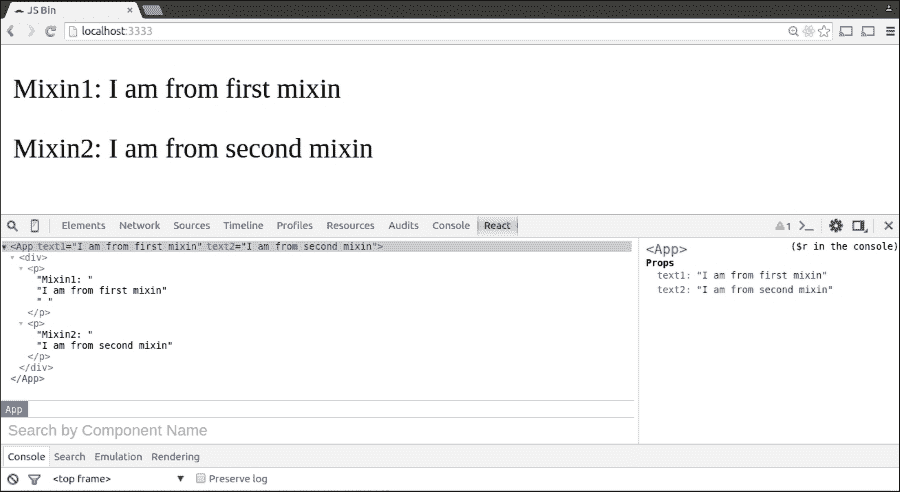 JS Bin
localhost:3333
Mixin1: I am from first mixin
Mixin2: I am from second mixin
Elements Network Sources Timeline Profiles Resources Audits Console React
1
<App text1="I am from first mixin" text2="I am from second mixin">
<div>
<p>
"Mixin1: "
"I am from first mixin"
" "
</p>
<p>
"Mixin2: "
"I am from second mixin"
</p>
</div>
</App>
<App>
($r in the console)
Props
text1: "I am from first mixin"
text2: "I am from second mixin"
App
Search by Component Name
Console Search Emulation Rendering
<top frame> Preserve log